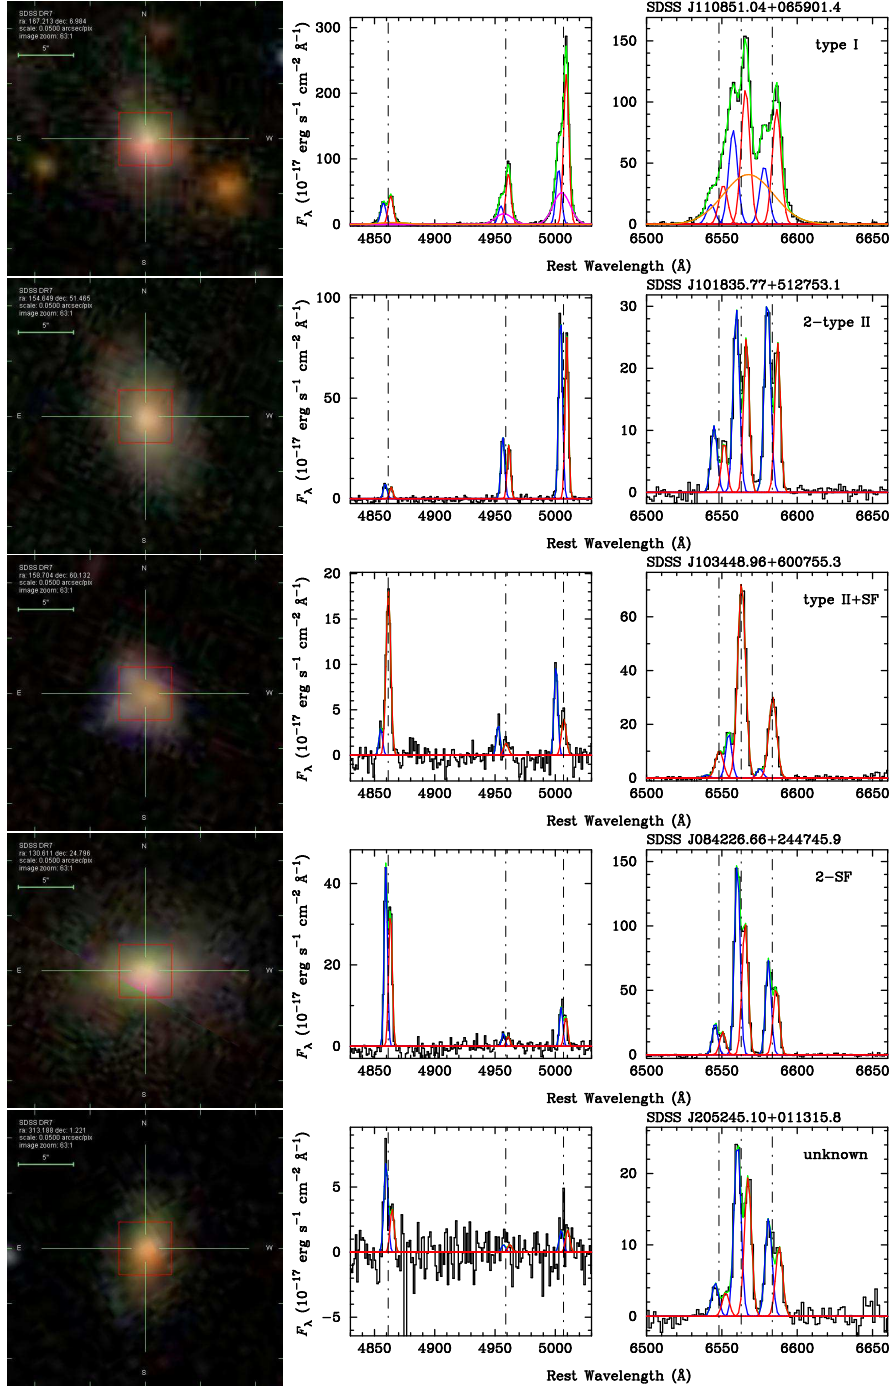 SDSS DR7
ra: 167.213 dec: 6.984
scale: 0.0500 arcsec/pix
image zoom: 63:1
5"
N
E
W
S
F_λ (10^−17 erg s^−1 cm^−2 Å^−1)
300
200
100
0
4850 4900 4950 5000
Rest Wavelength (Å)
SDSS J110851.04+065901.4
type I
150
100
50
0
6500 6550 6600 6650
Rest Wavelength (Å)
SDSS DR7
ra: 154.649 dec: 51.465
scale: 0.0500 arcsec/pix
image zoom: 63:1
5"
N
E
W
S
F_λ (10^−17 erg s^−1 cm^−2 Å^−1)
100
50
0
4850 4900 4950 5000
Rest Wavelength (Å)
SDSS J101835.77+512753.1
2-type II
30
20
10
0
6500 6550 6600 6650
Rest Wavelength (Å)
SDSS DR7
ra: 158.704 dec: 60.132
scale: 0.0500 arcsec/pix
image zoom: 63:1
5"
N
E
W
S
F_λ (10^−17 erg s^−1 cm^−2 Å^−1)
20
15
10
5
0
4850 4900 4950 5000
Rest Wavelength (Å)
SDSS J103448.96+600755.3
type II+SF
60
40
20
0
6500 6550 6600 6650
Rest Wavelength (Å)
SDSS DR7
ra: 130.611 dec: 24.796
scale: 0.0500 arcsec/pix
image zoom: 63:1
5"
N
E
W
S
F_λ (10^−17 erg s^−1 cm^−2 Å^−1)
40
20
0
4850 4900 4950 5000
Rest Wavelength (Å)
SDSS J084226.66+244745.9
2-SF
150
100
50
0
6500 6550 6600 6650
Rest Wavelength (Å)
SDSS DR7
ra: 313.188 dec: 1.221
scale: 0.0500 arcsec/pix
image zoom: 63:1
5"
N
E
W
S
F_λ (10^−17 erg s^−1 cm^−2 Å^−1)
5
0
−5
4850 4900 4950 5000
Rest Wavelength (Å)
SDSS J205245.10+011315.8
unknown
20
10
0
6500 6550 6600 6650
Rest Wavelength (Å)